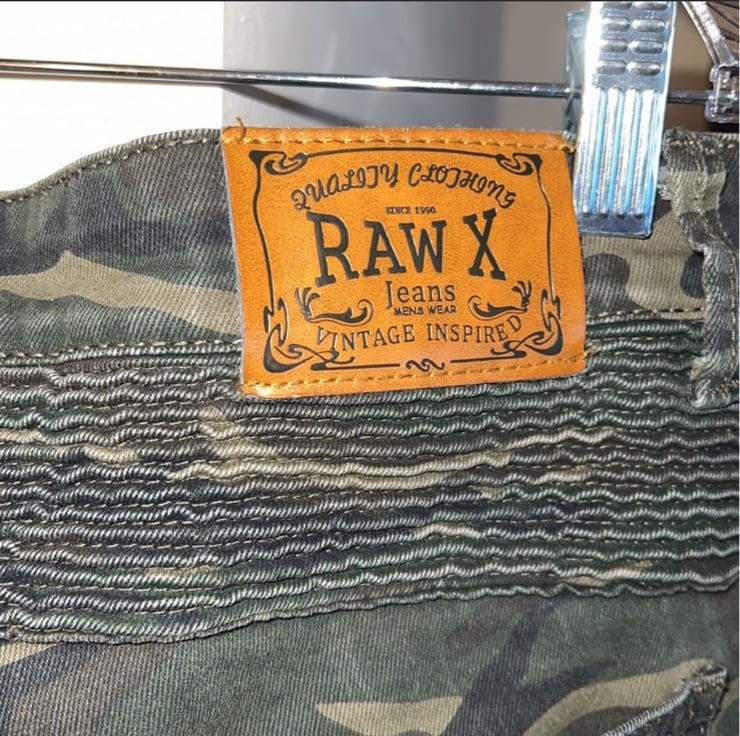 QUALITY CLOTHING
SINCE 1990
RAW X
Jeans
MENS WEAR
VINTAGE INSPIRED